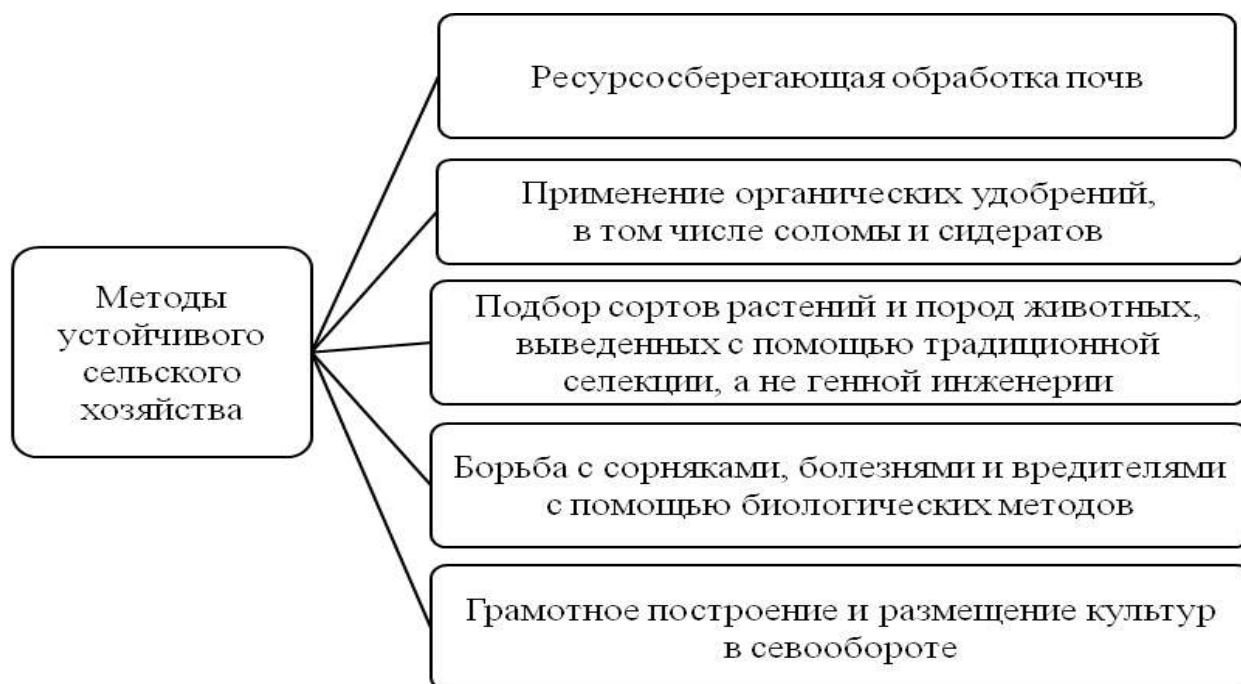 Методы
устойчивого
сельского
хозяйства
Ресурсосберегающая обработка почв
Применение органических удобрений,
в том числе соломы и сидератов
Подбор сортов растений и пород животных,
выведенных с помощью традиционной
селекции, а не генной инженерии
Борьба с сорняками, болезнями и вредителями
с помощью биологических методов
Грамотное построение и размещение культур
в севообороте